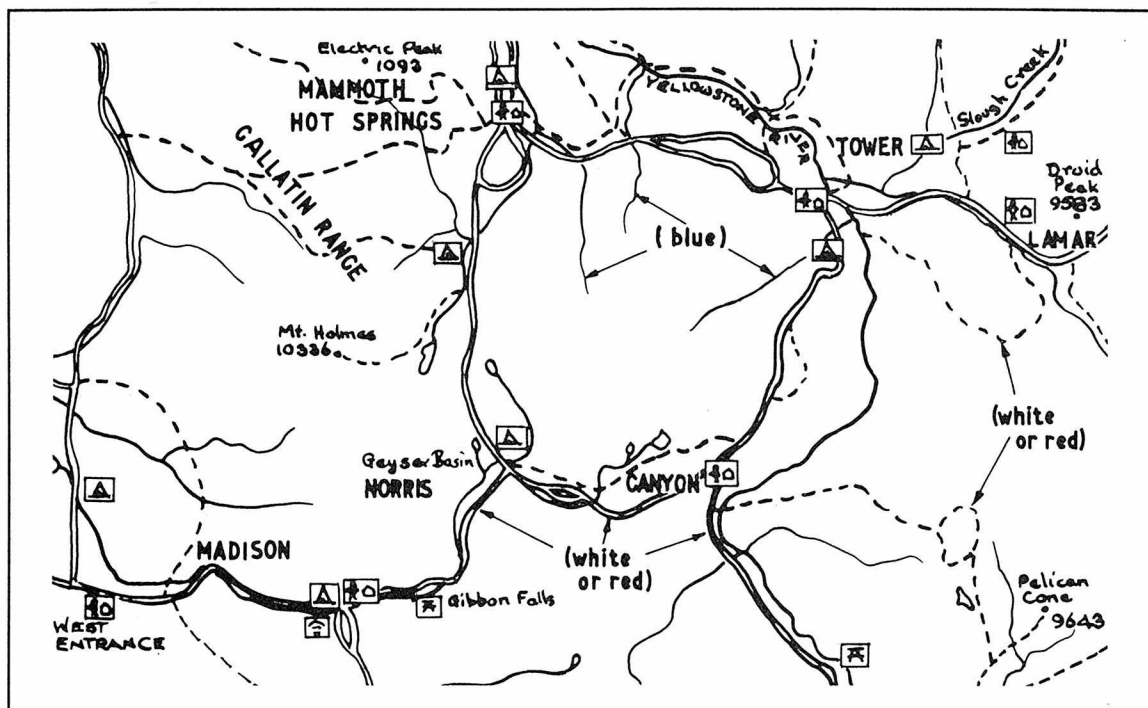 Electric Peak
1093
MAMMOTH
HOT SPRINGS
YELLOWSTONE
RIVER
TOWER
Slough Creek
Druid
Peak
9583
LAMAR
GALLATIN RANGE
(blue)
Mt. Holmes
10336
(white
or red)
Geyser Basin
NORRIS
CANYON
MADISON
(white
or red)
Gibbon Falls
Pelican
Cone
9643
WEST
ENTRANCE